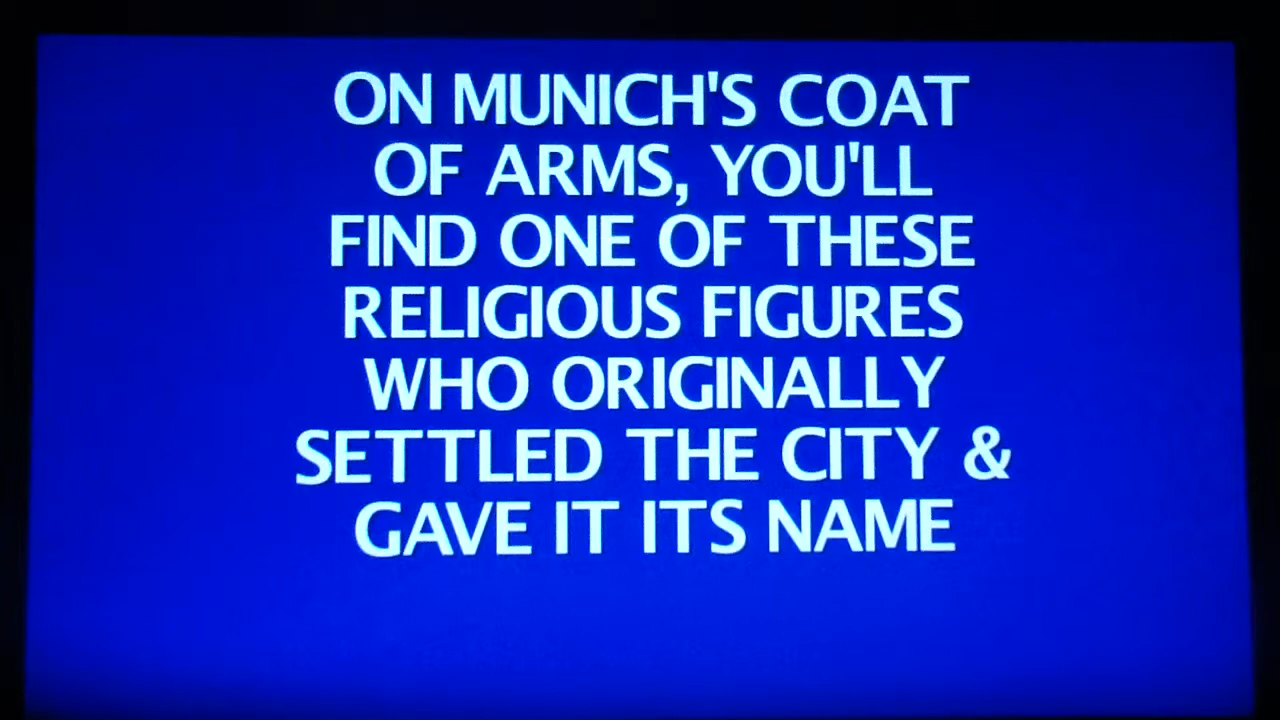 ON MUNICH'S COAT
OF ARMS, YOU'LL
FIND ONE OF THESE
RELIGIOUS FIGURES
WHO ORIGINALLY
SETTLED THE CITY &
GAVE IT ITS NAME